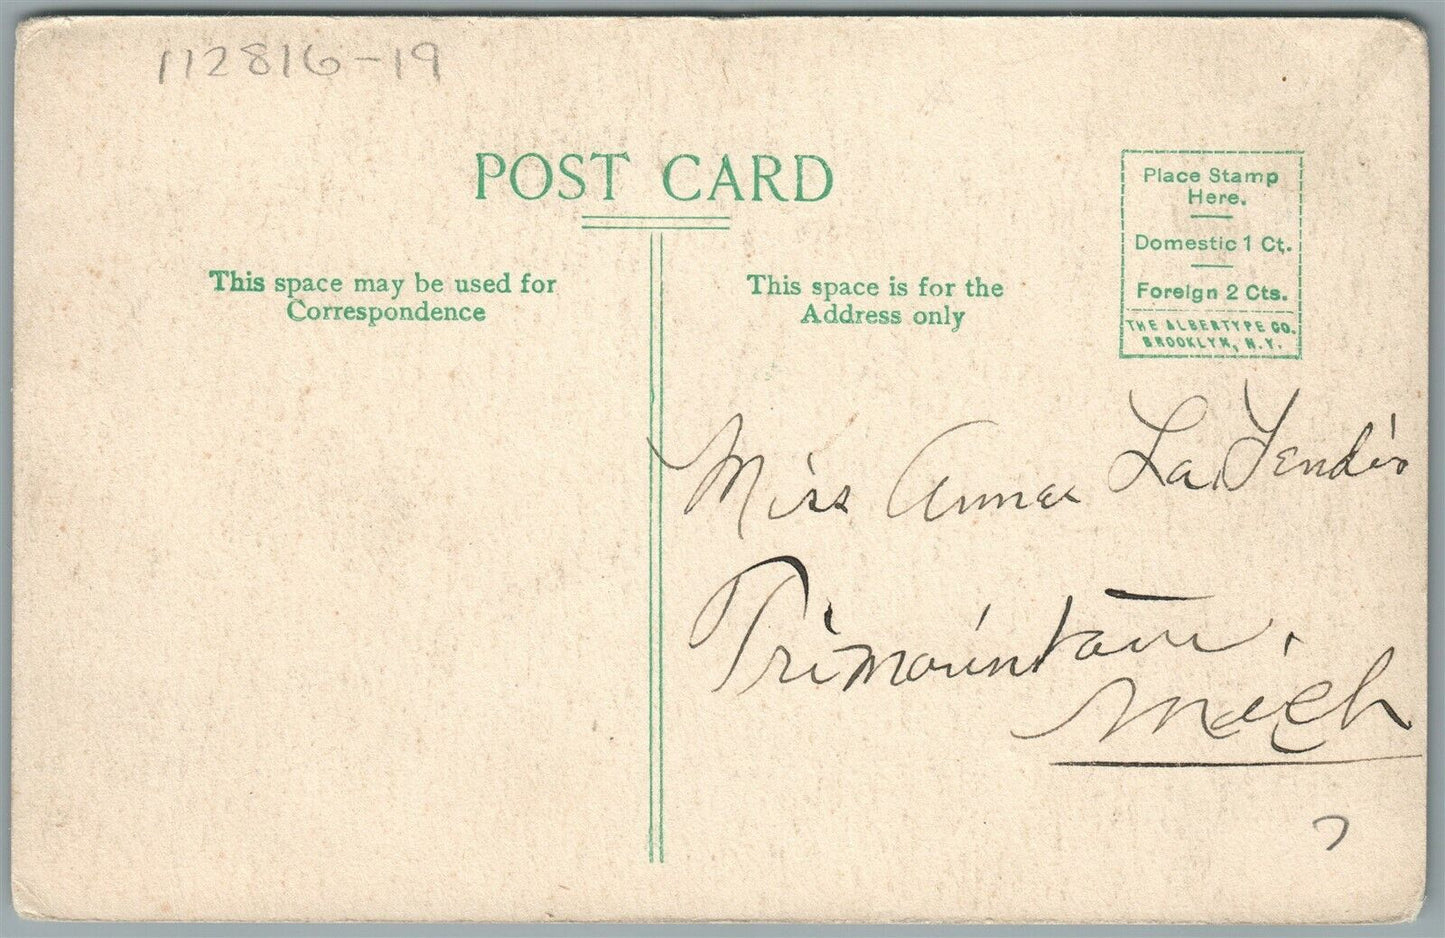 112816-19
POST CARD
This space may be used for
Correspondence
This space is for the
Address only
Place Stamp
Here.
Domestic 1 Ct.
Foreign 2 Cts.
THE ALBERTYPE CO.
BROOKLYN, N.Y.
Miss Anna La
Trimountain.
Mich
7